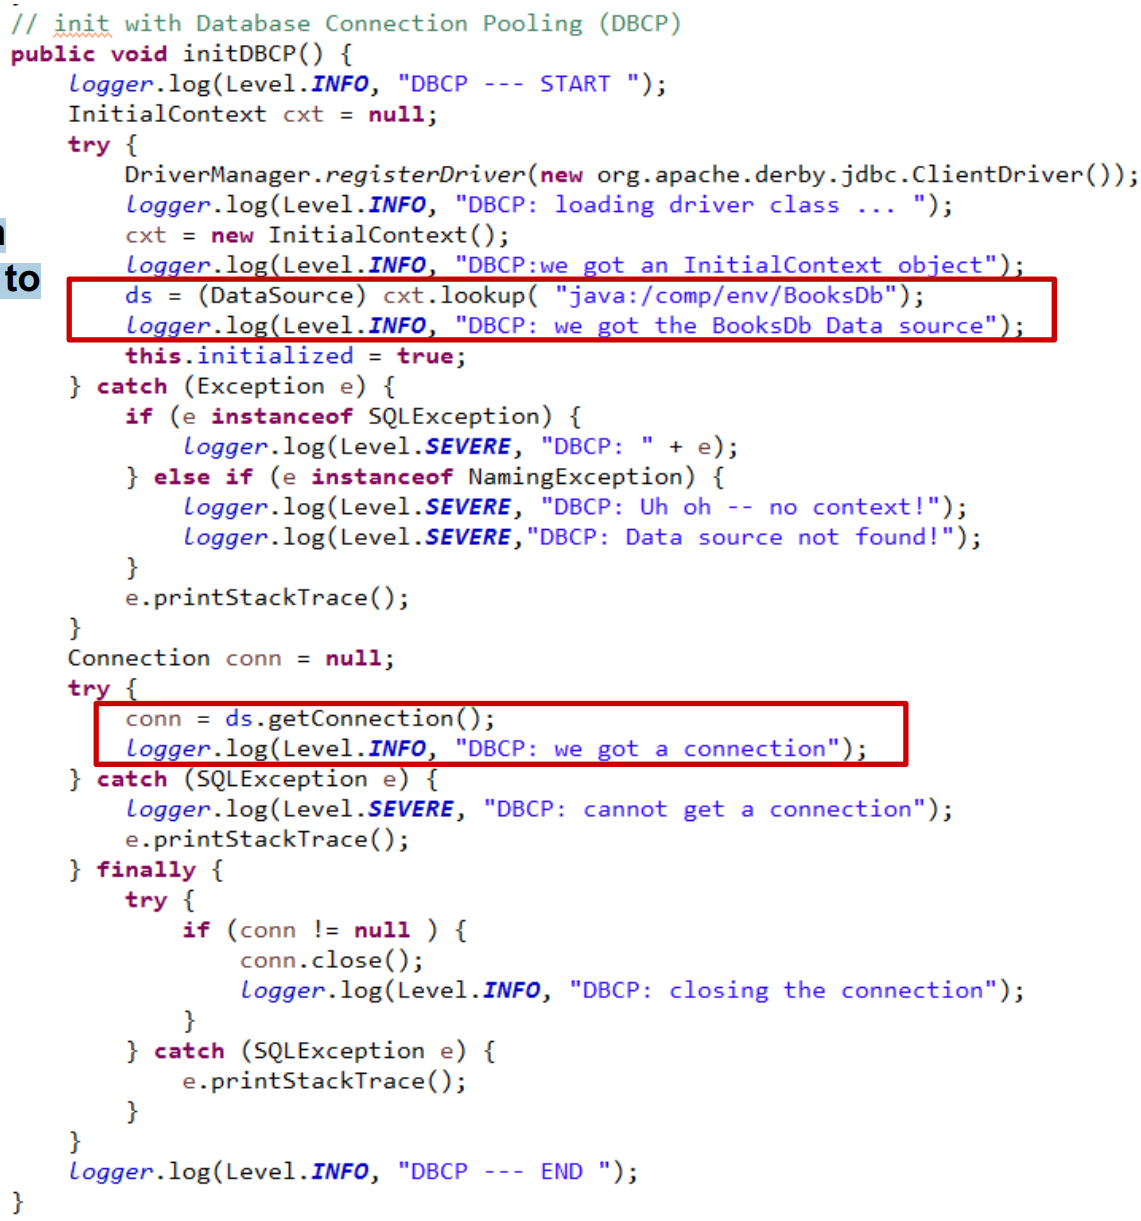 // init with Database Connection Pooling (DBCP)
public void initDBCP() {
    logger.log(Level.INFO, "DBCP --- START ");
    InitialContext cxt = null;
    try {
        DriverManager.registerDriver(new org.apache.derby.jdbc.ClientDriver());
        logger.log(Level.INFO, "DBCP: loading driver class ... ");
        cxt = new InitialContext();
        logger.log(Level.INFO, "DBCP:we got an InitialContext object");
to
        ds = (DataSource) cxt.lookup( "java:/comp/env/BooksDb");
        logger.log(Level.INFO, "DBCP: we got the BooksDb Data source");
        this.initialized = true;
    } catch (Exception e) {
        if (e instanceof SQLException) {
            logger.log(Level.SEVERE, "DBCP: " + e);
        } else if (e instanceof NamingException) {
            logger.log(Level.SEVERE, "DBCP: Uh oh -- no context!");
            logger.log(Level.SEVERE,"DBCP: Data source not found!");
        }
        e.printStackTrace();
    }
    Connection conn = null;
    try {
        conn = ds.getConnection();
        logger.log(Level.INFO, "DBCP: we got a connection");
    } catch (SQLException e) {
        logger.log(Level.SEVERE, "DBCP: cannot get a connection");
        e.printStackTrace();
    } finally {
        try {
            if (conn != null ) {
                conn.close();
                logger.log(Level.INFO, "DBCP: closing the connection");
            }
        } catch (SQLException e) {
            e.printStackTrace();
        }
    }
    logger.log(Level.INFO, "DBCP --- END ");
}